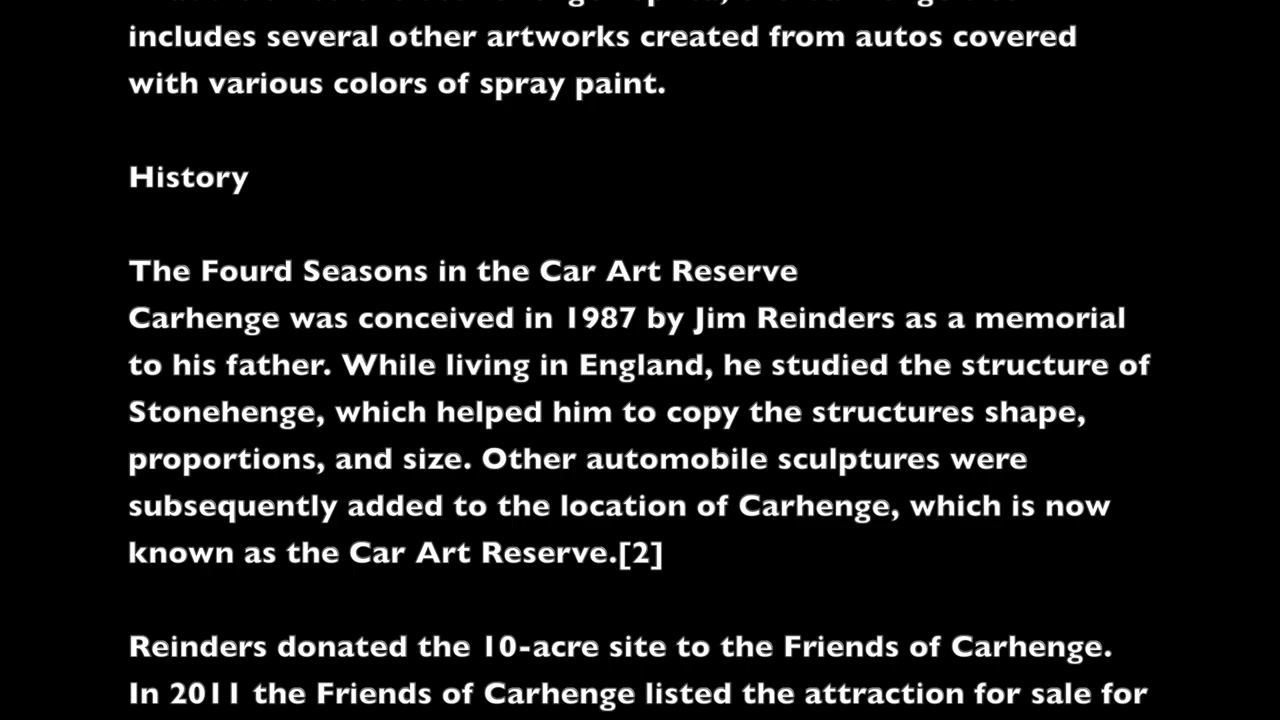 includes several other artworks created from autos covered
with various colors of spray paint.
History
The Fourd Seasons in the Car Art Reserve
Carhenge was conceived in 1987 by Jim Reinders as a memorial
to his father. While living in England, he studied the structure of
Stonehenge, which helped him to copy the structures shape,
proportions, and size. Other automobile sculptures were
subsequently added to the location of Carhenge, which is now
known as the Car Art Reserve.[2]
Reinders donated the 10-acre site to the Friends of Carhenge.
In 2011 the Friends of Carhenge listed the attraction for sale for